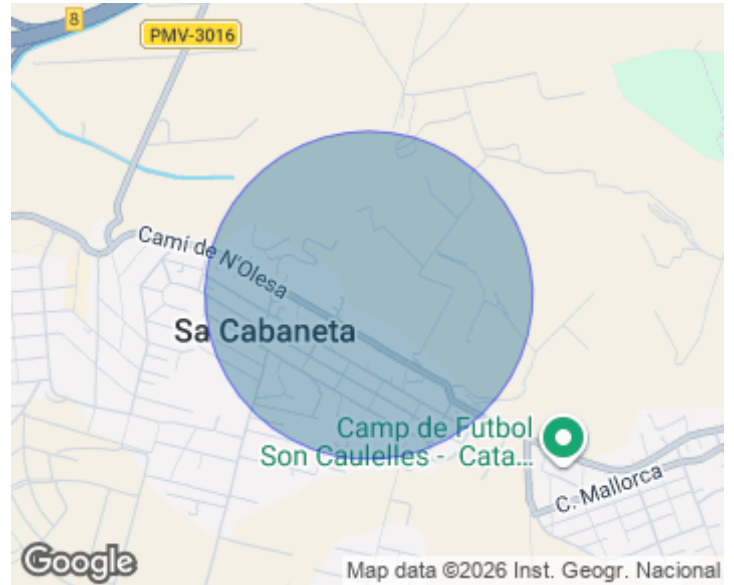 8
PMV-3016
Camí de N'Olesa
Sa Cabaneta
Camp de Futbol
Son Caulelles - Cata...
C. Mallorca
Google
Map data ©2026 Inst. Geogr. Nacional